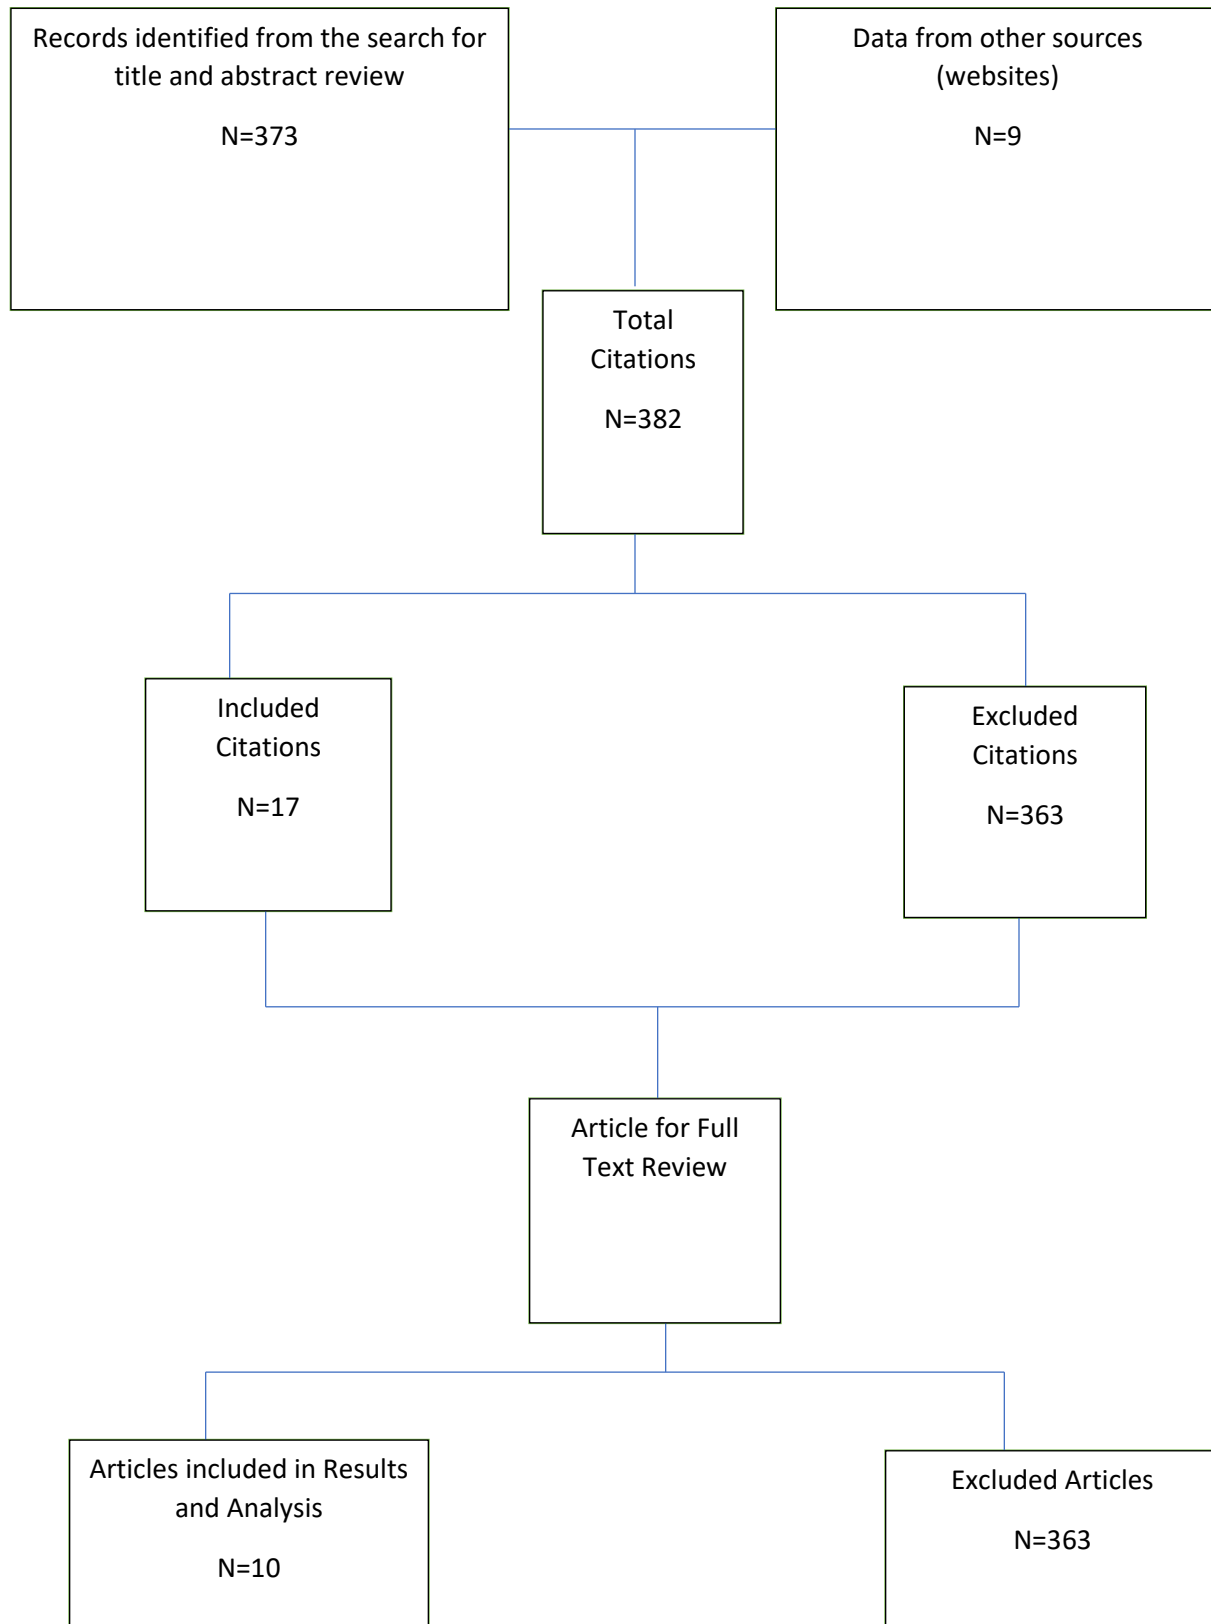 Records identified from the search for
title and abstract review
N=373
Data from other sources
(websites)
N=9
Total
Citations
N=382
Included
Citations
N=17
Excluded
Citations
N=363
Article for Full
Text Review
Articles included in Results
and Analysis
N=10
Excluded Articles
N=363